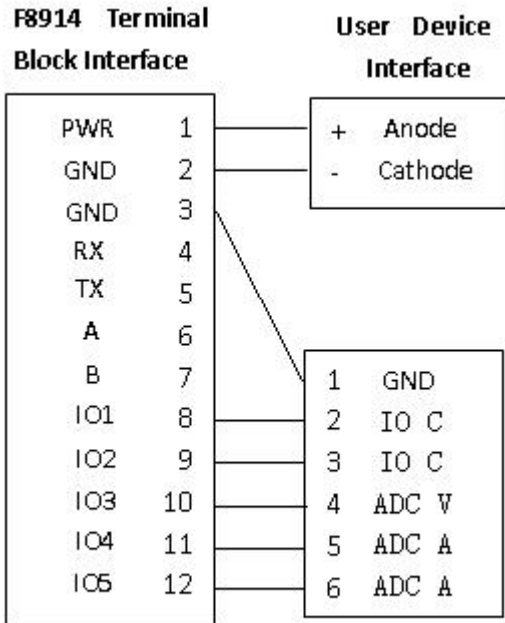 F8914 Terminal
Block Interface
User Device
Interface
PWR 1
GND 2
GND 3
RX 4
TX 5
A 6
B 7
IO1 8
IO2 9
IO3 10
IO4 11
IO5 12
+ Anode
- Cathode
1 GND
2 IO C
3 IO C
4 ADC V
5 ADC A
6 ADC A